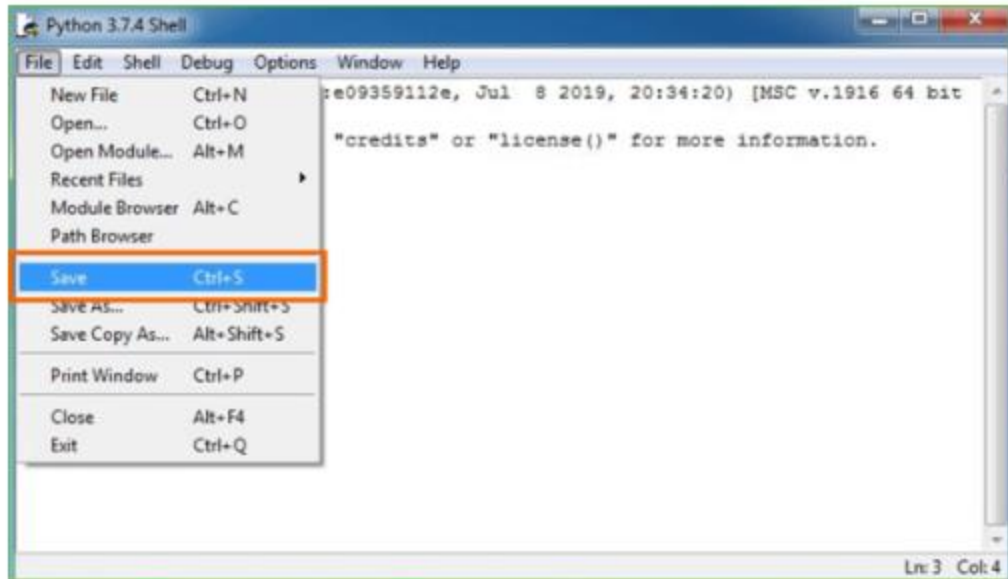 Python 3.7.4 Shell
File Edit Shell Debug Options Window Help
:e09359112e, Jul 8 2019, 20:34:20) [MSC v.1916 64 bit
"credits" or "license()" for more information.
New File Ctrl+N
Open... Ctrl+O
Open Module... Alt+M
Recent Files
Module Browser Alt+C
Path Browser
Save Ctrl+S
Save As... Ctrl+Shift+S
Save Copy As... Alt+Shift+S
Print Window Ctrl+P
Close Alt+F4
Exit Ctrl+Q
Ln: 3 Col: 4